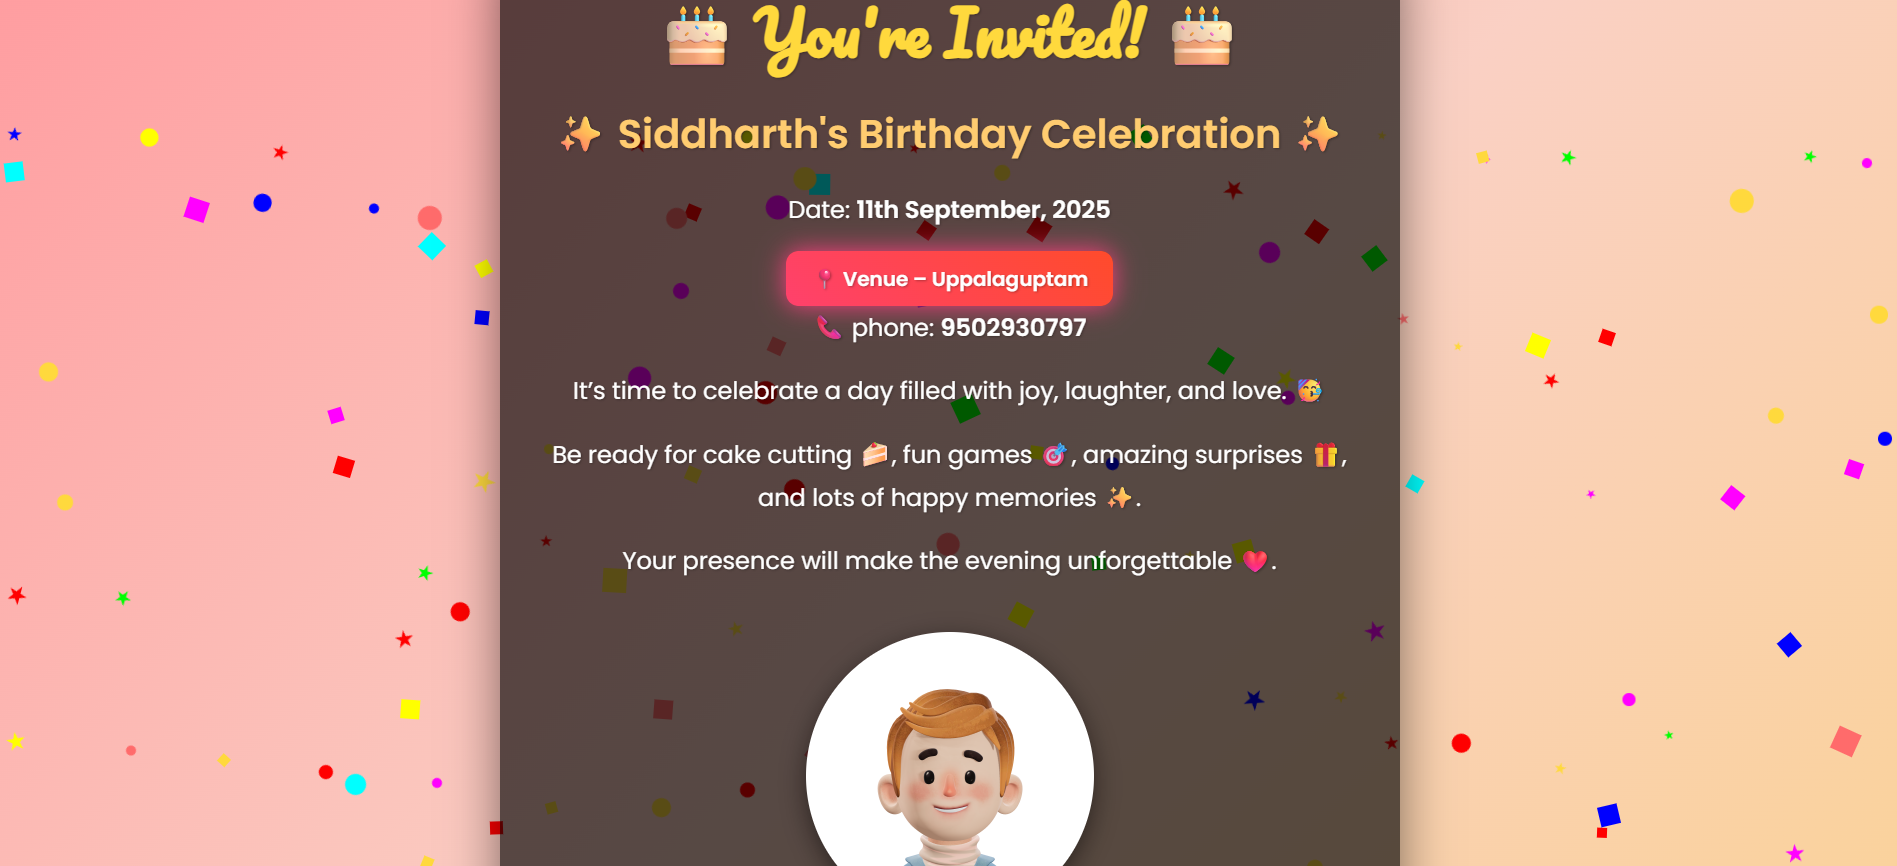 🎂 You're Invited! 🎂
✨ Siddharth's Birthday Celebration ✨
Date: 11th September, 2025
📍 Venue – Uppalaguptam
📞 phone: 9502930797
It’s time to celebrate a day filled with joy, laughter, and love. 🥳
Be ready for cake cutting 🍰, fun games 🎯, amazing surprises 🎁,
and lots of happy memories ✨.
Your presence will make the evening unforgettable ❤️.